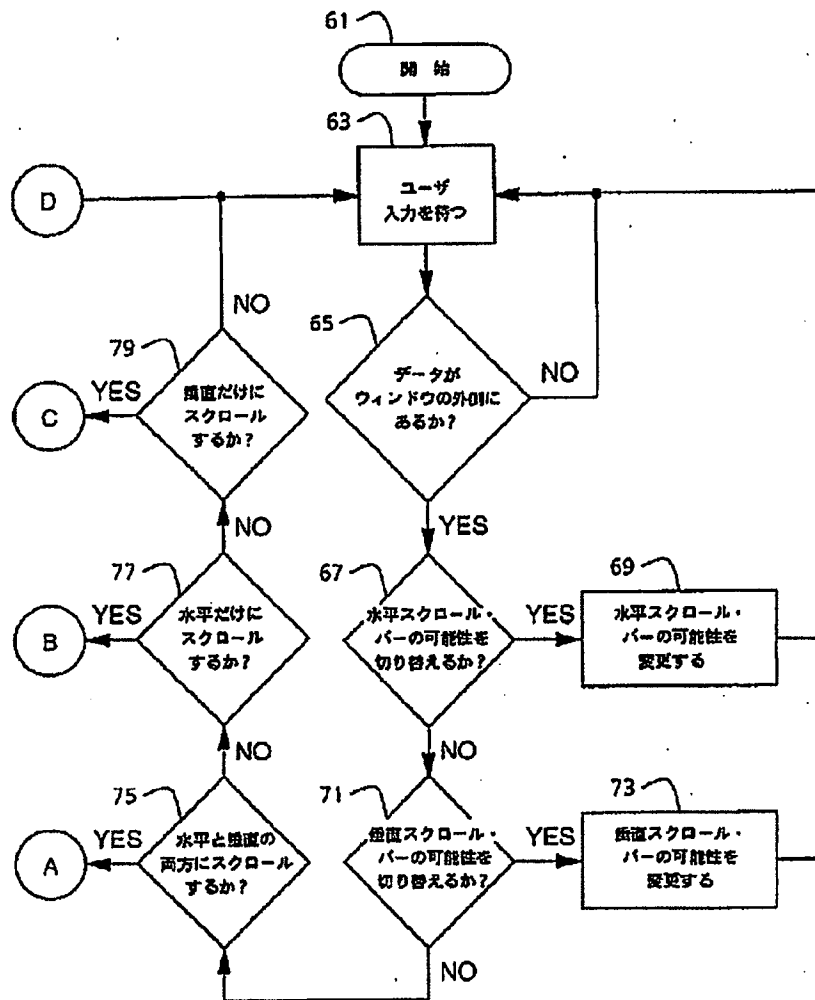 61
開 始
63
ユーザ
入力を待つ
D
NO
65
データが
ウィンドウの外側に
あるか?
NO
79
垂直だけに
スクロール
するか?
YES
C
NO
YES
77
水平だけに
スクロール
するか?
YES
B
67
水平スクロール・
バーの可能性を
切り替えるか?
YES
69
水平スクロール・
バーの可能性を
変更する
NO
NO
75
水平と垂直の
両方にスクロール
するか?
YES
A
71
垂直スクロール・
バーの可能性を
切り替えるか?
YES
73
垂直スクロール・
バーの可能性を
変更する
NO